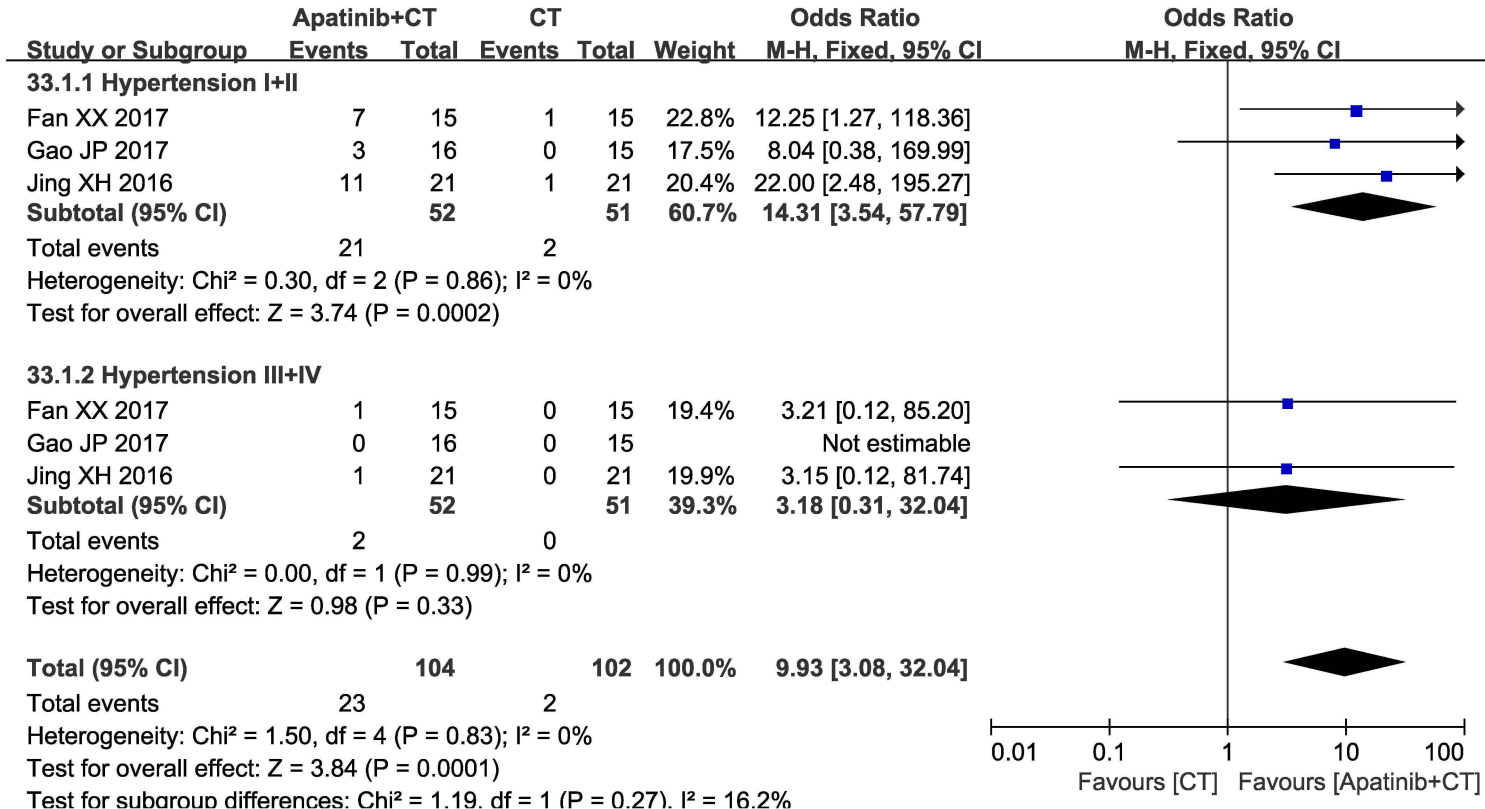 Apatinib+CT CT Odds Ratio Odds Ratio
Study or Subgroup Events Total Events Total Weight M-H, Fixed, 95% CI M-H, Fixed, 95% CI
33.1.1 Hypertension I+II
Fan XX 2017 7 15 1 15 22.8% 12.25 [1.27, 118.36]
Gao JP 2017 3 16 0 15 17.5% 8.04 [0.38, 169.99]
Jing XH 2016 11 21 1 21 20.4% 22.00 [2.48, 195.27]
Subtotal (95% CI) 52 51 60.7% 14.31 [3.54, 57.79]
Total events 21 2
Heterogeneity: Chi² = 0.30, df = 2 (P = 0.86); I² = 0%
Test for overall effect: Z = 3.74 (P = 0.0002)
33.1.2 Hypertension III+IV
Fan XX 2017 1 15 0 15 19.4% 3.21 [0.12, 85.20]
Gao JP 2017 0 16 0 15 Not estimable
Jing XH 2016 1 21 0 21 19.9% 3.15 [0.12, 81.74]
Subtotal (95% CI) 52 51 39.3% 3.18 [0.31, 32.04]
Total events 2 0
Heterogeneity: Chi² = 0.00, df = 1 (P = 0.99); I² = 0%
Test for overall effect: Z = 0.98 (P = 0.33)
Total (95% CI) 104 102 100.0% 9.93 [3.08, 32.04]
Total events 23 2
Heterogeneity: Chi² = 1.50, df = 4 (P = 0.83); I² = 0%
Test for overall effect: Z = 3.84 (P = 0.0001)
Test for subgroup differences: Chi² = 1.19, df = 1 (P = 0.27), I² = 16.2%
0.01 0.1 1 10 100
Favours [CT] Favours [Apatinib+CT]